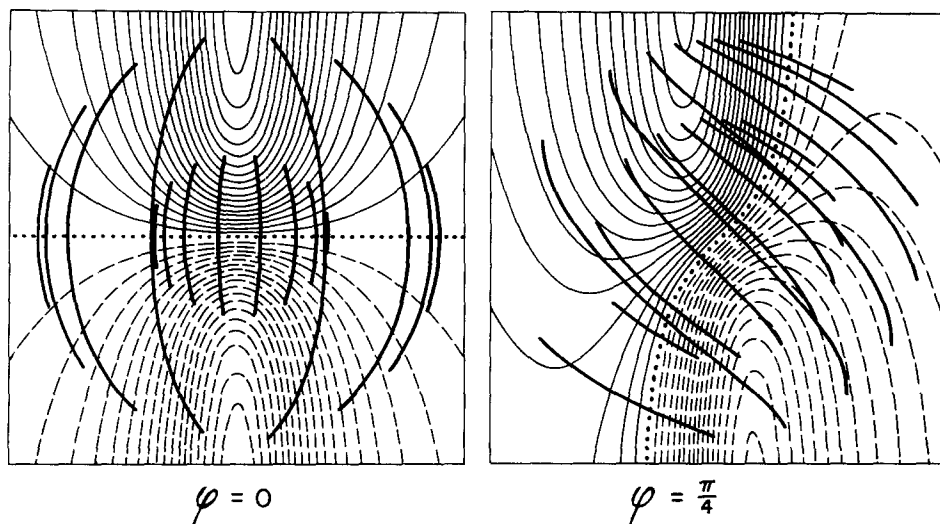 φ = 0
φ = π/4